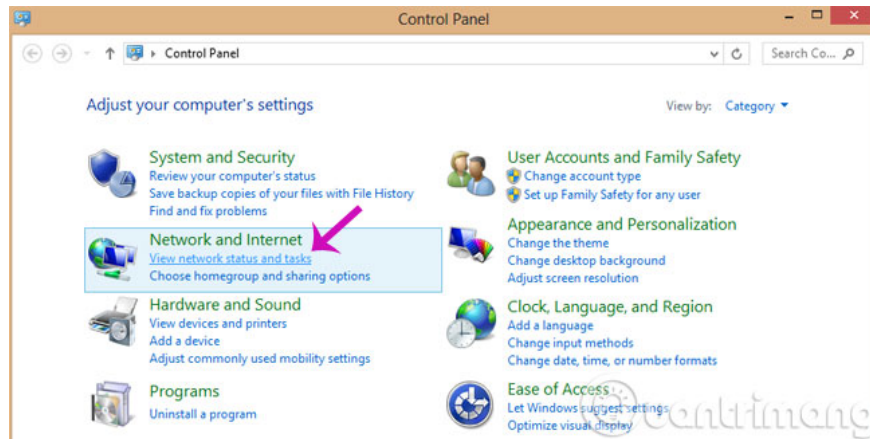 Control Panel
Control Panel
Search Co...
Adjust your computer's settings
View by: Category
System and Security
Review your computer's status
Save backup copies of your files with File History
Find and fix problems
Network and Internet
View network status and tasks
Choose homegroup and sharing options
Hardware and Sound
View devices and printers
Add a device
Adjust commonly used mobility settings
Programs
Uninstall a program
User Accounts and Family Safety
Change account type
Set up Family Safety for any user
Appearance and Personalization
Change the theme
Change desktop background
Adjust screen resolution
Clock, Language, and Region
Add a language
Change input methods
Change date, time, or number formats
Ease of Access
Let Windows suggest settings
Optimize visual display
uantrimang